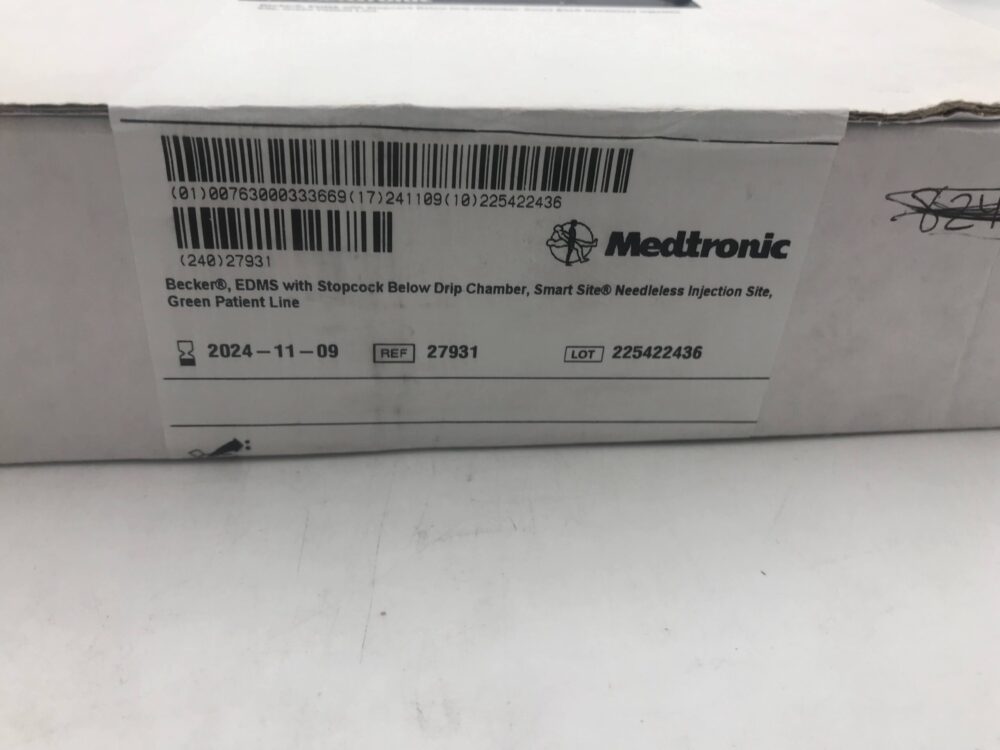 (01)00763000333669(17)241109(10)225422436
(240)27931
Medtronic
Becker®, EDMS with Stopcock Below Drip Chamber, Smart Site® Needleless Injection Site,
Green Patient Line
2024-11-09 REF 27931 LOT 225422436